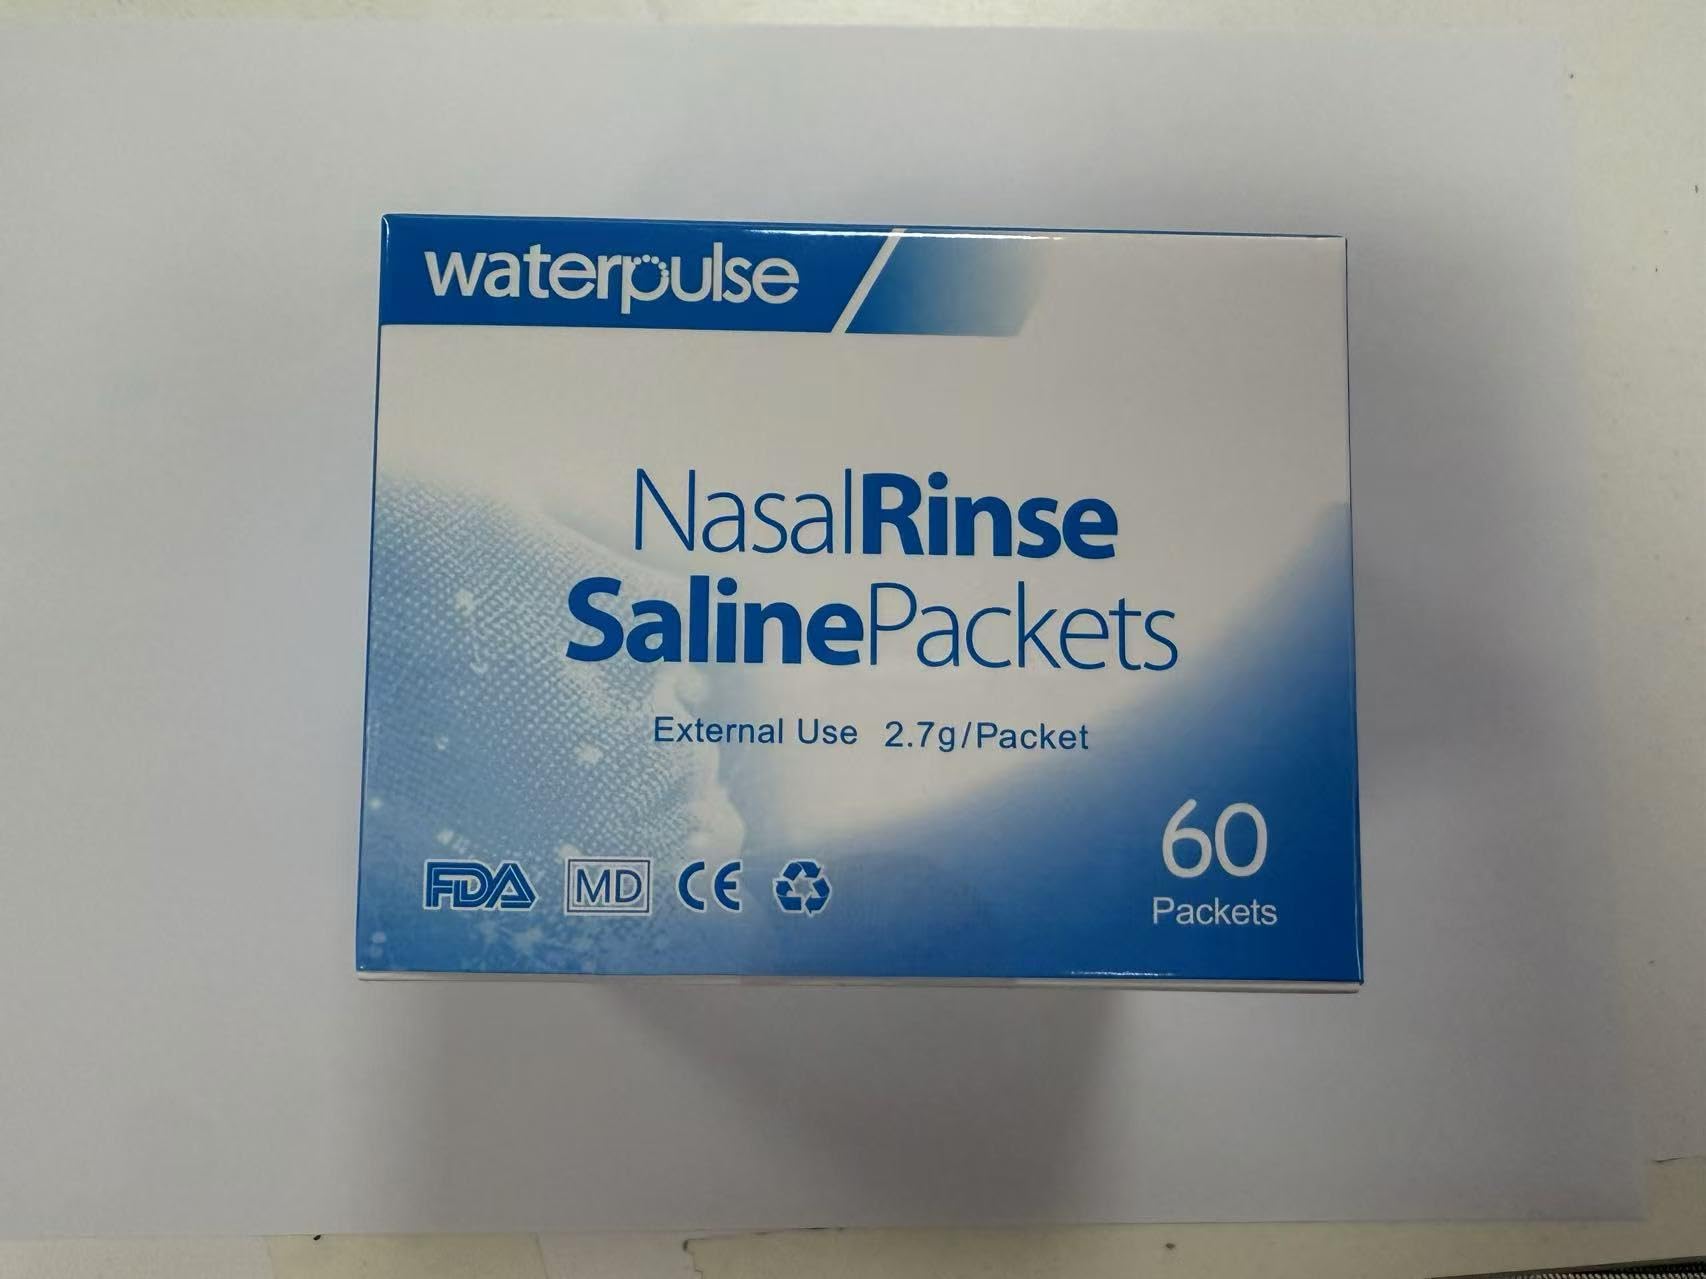 waterpulse
NasalRinse
SalinePackets
External Use 2.7g/Packet
60
Packets
FDA MD CE